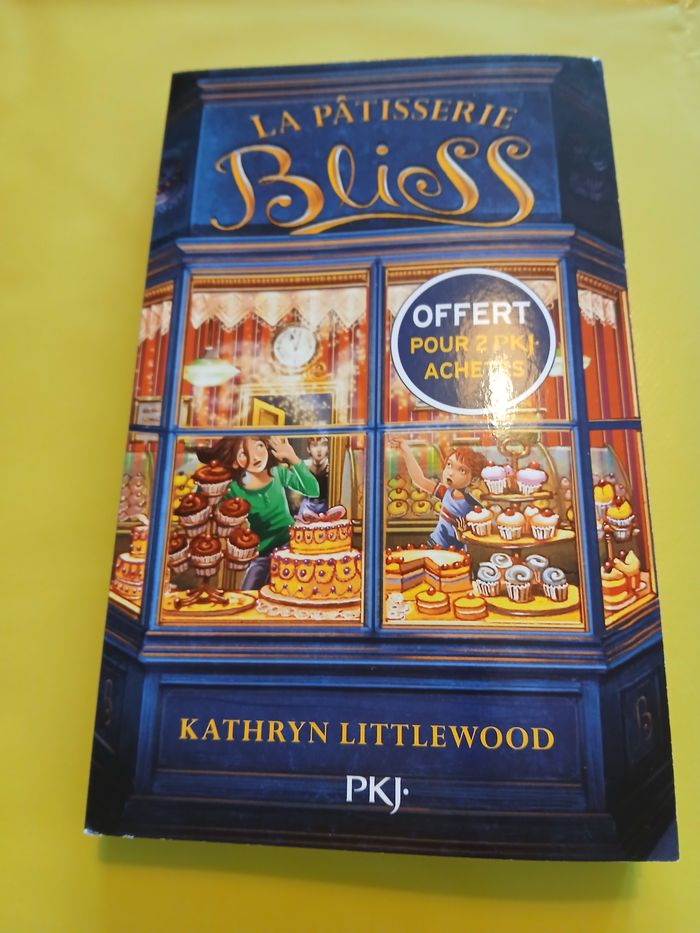 LA PÂTISSERIE
Bliss
OFFERT
POUR 2 PKJ·
ACHETÉS
KATHRYN LITTLEWOOD
PKJ·